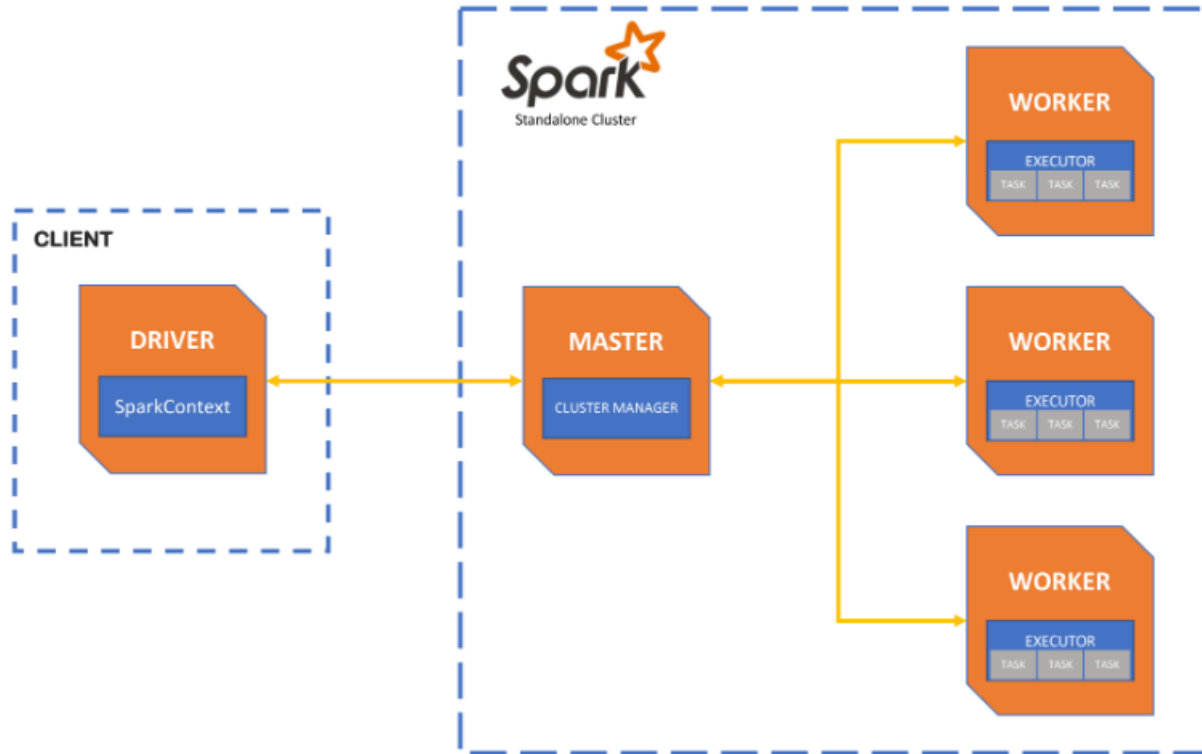 Spark
Standalone Cluster
CLIENT
DRIVER
SparkContext
MASTER
CLUSTER MANAGER
WORKER
EXECUTOR
TASK TASK TASK
WORKER
EXECUTOR
TASK TASK TASK
WORKER
EXECUTOR
TASK TASK TASK